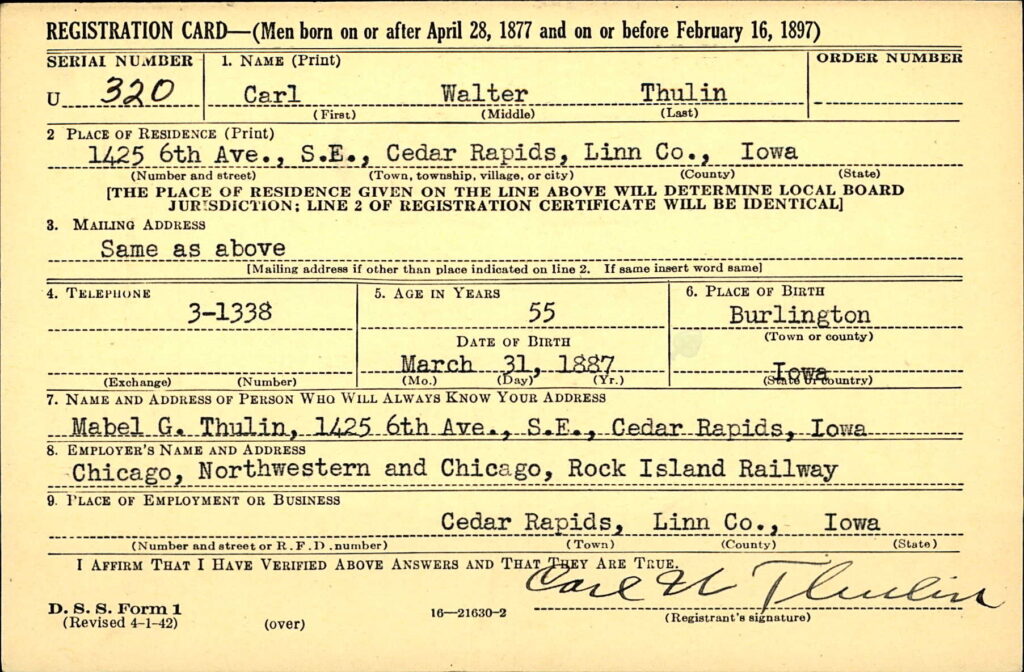 REGISTRATION CARD—(Men born on or after April 28, 1877 and on or before February 16, 1897)
SERIAL NUMBER 1. NAME (Print) ORDER NUMBER
U 320 Carl Walter Thulin
(First) (Middle) (Last)
2 PLACE OF RESIDENCE (Print)
1425 6th Ave., S.E., Cedar Rapids, Linn Co., Iowa
(Number and street) (Town, township, village, or city) (County) (State)
[THE PLACE OF RESIDENCE GIVEN ON THE LINE ABOVE WILL DETERMINE LOCAL BOARD
JURISDICTION; LINE 2 OF REGISTRATION CERTIFICATE WILL BE IDENTICAL]
3. MAILING ADDRESS
Same as above
[Mailing address if other than place indicated on line 2. If same insert word same]
4. TELEPHONE 5. AGE IN YEARS 6. PLACE OF BIRTH
3-1338 55 Burlington
(Town or county)
DATE OF BIRTH
March 31, 1887 Iowa
(Exchange) (Number) (Mo.) (Day) (Yr.) (State or country)
7. NAME AND ADDRESS OF PERSON WHO WILL ALWAYS KNOW YOUR ADDRESS
Mabel G. Thulin, 1425 6th Ave., S.E., Cedar Rapids, Iowa
8. EMPLOYER'S NAME AND ADDRESS
Chicago, Northwestern and Chicago, Rock Island Railway
9. PLACE OF EMPLOYMENT OR BUSINESS
Cedar Rapids, Linn Co., Iowa
(Number and street or R. F. D. number) (Town) (County) (State)
I AFFIRM THAT I HAVE VERIFIED ABOVE ANSWERS AND THAT THEY ARE TRUE.
Carl W Thulin
D. S. S. Form 1
(Revised 4-1-42) (over) 16—21630-2 (Registrant's signature)